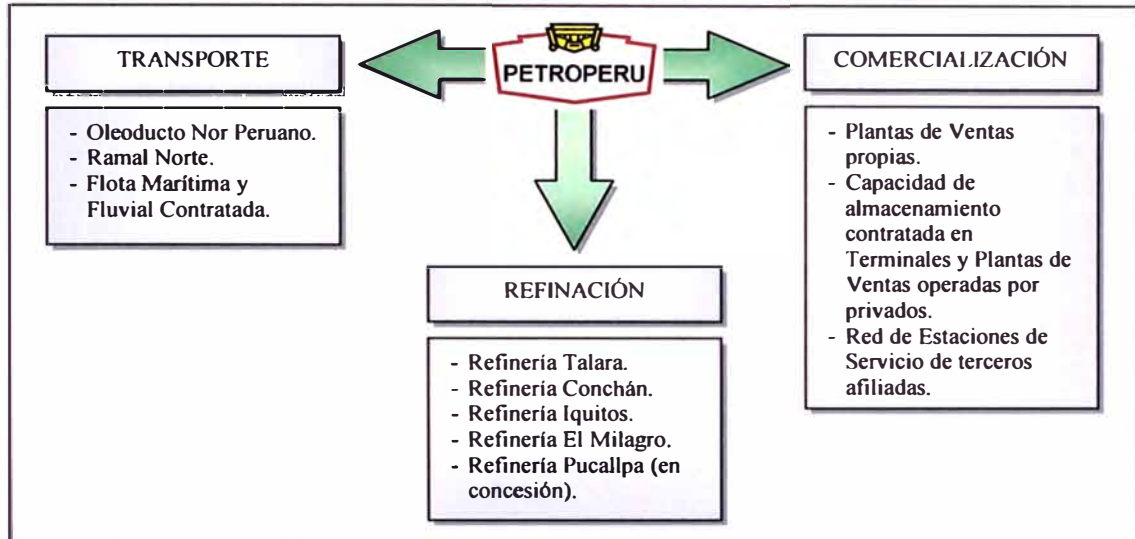 TRANSPORTE
- Oleoducto Nor Peruano.
- Ramal Norte.
- Flota Marítima y
Fluvial Contratada.
PETROPERU
COMERCIALIZACIÓN
- Plantas de Ventas
propias.
- Capacidad de
almacenamiento
contratada en
Terminales y Plantas de
Ventas operadas por
privados.
- Red de Estaciones de
Servicio de terceros
afiliadas.
REFINACIÓN
- Refinería Talara.
- Refinería Conchán.
- Refinería Iquitos.
- Refinería El Milagro.
- Refinería Pucallpa (en
concesión).